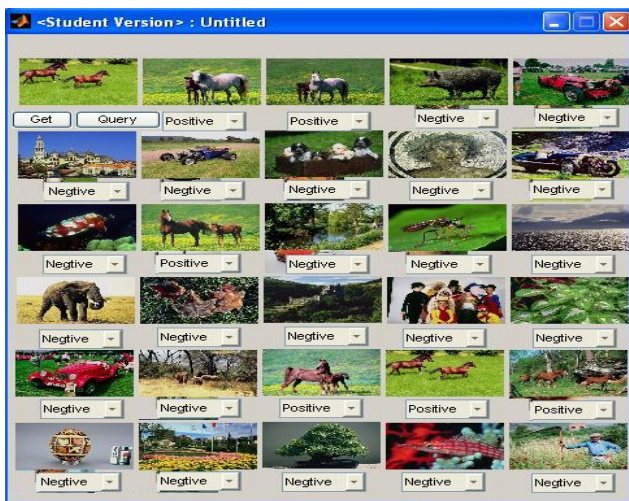 <Student Version> : Untitled
Get Query Positive Positive Negtive Negtive
Negtive Negtive Negtive Negtive Negtive
Negtive Positive Negtive Negtive Negtive
Negtive Negtive Negtive Negtive Negtive
Negtive Negtive Positive Positive Positive
Negtive Negtive Negtive Negtive Negtive